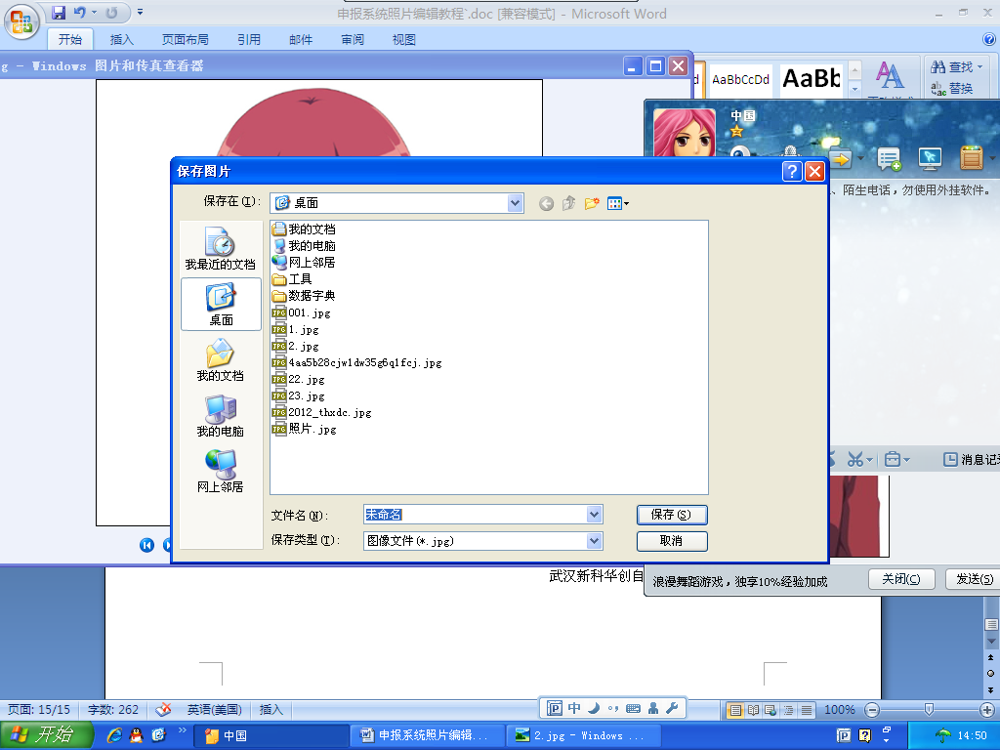 申报系统照片编辑教程`.doc [兼容模式] - Microsoft Word
开始 插入 页面布局 引用 邮件 审阅 视图
g - Windows 图片和传真查看器
AaBbCcDd AaBb 查找
替换
中国
保存图片
保存在(I): 桌面
、陌生电话，勿使用外挂软件。
我最近的文档
桌面
我的文档
我的电脑
网上邻居
我的文档
我的电脑
网上邻居
工具
数据字典
001.jpg
1.jpg
2.jpg
4aa5b28cjw1dw35g6qlfcj.jpg
22.jpg
23.jpg
2012_thxdc.jpg
照片.jpg
消息记
文件名(N): 未命名 保存(S)
保存类型(T): 图像文件(*.jpg) 取消
武汉新科华创自
浪漫舞蹈游戏，独享10%经验加成 关闭(C) 发送(S)
页面: 15/15 字数: 262 英语(美国) 插入 中 100%
开始 中国 申报系统照片编辑... 2.jpg - Windows ... 14:50